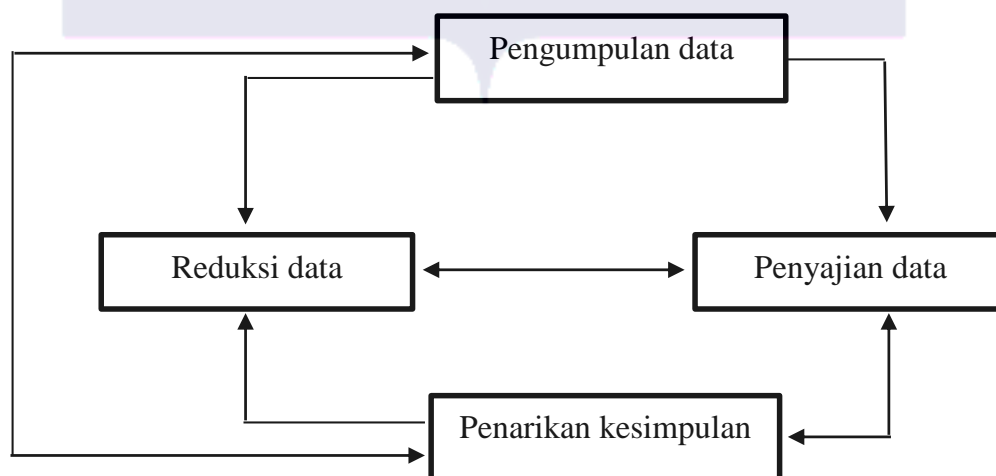 Pengumpulan data
Reduksi data
Penyajian data
Penarikan kesimpulan